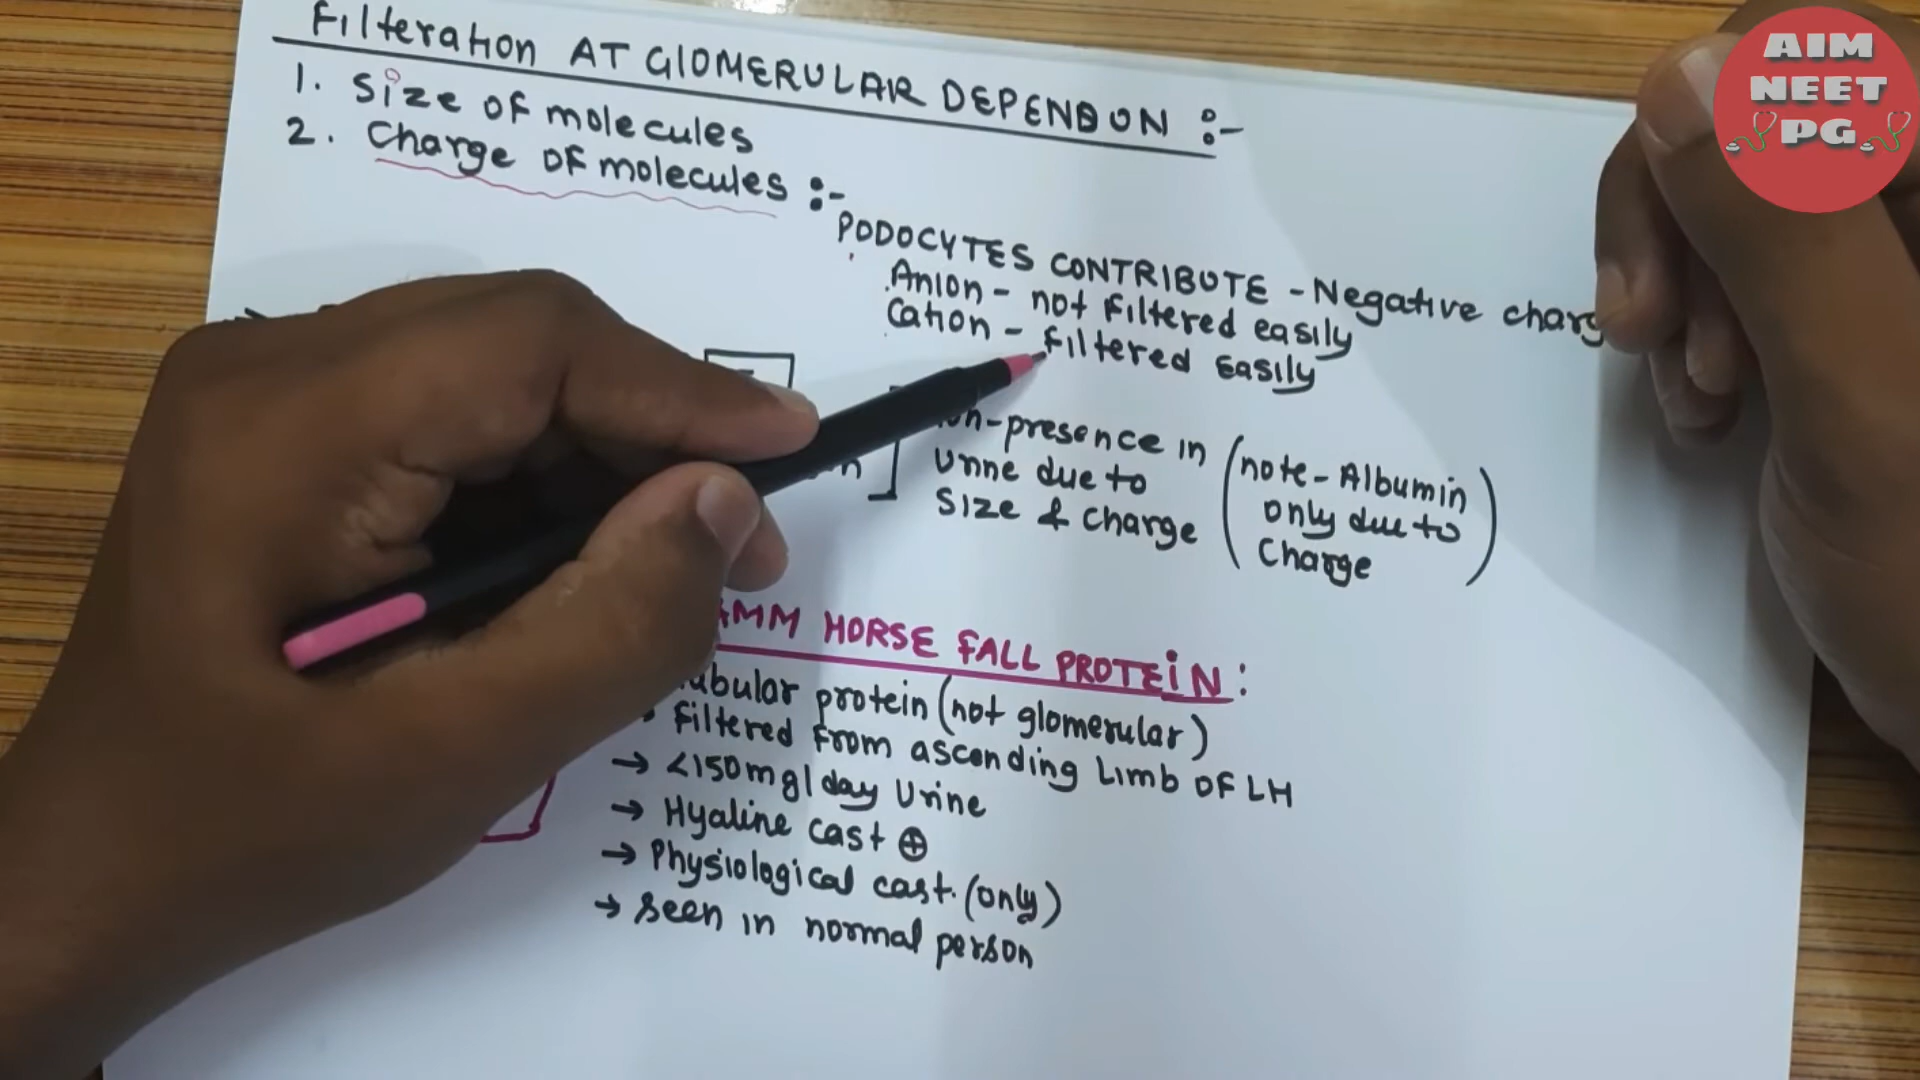 Filteration AT GLOMERULAR DEPEND ON :-
1. Size of molecules
2. Charge of molecules :-
PODOCYTES CONTRIBUTE - Negative charg
Anion - not Filtered easily
Cation - Filtered Easily
presence in
Urine due to
Size & charge
(note - Albumin
only due to
Charge)
AMM HORSE FALL PROTEIN :
ubular protein (not glomerular)
Filtered From ascending Limb OF LH
→ <150mg/day Urine
→ Hyaline cast ⊕
→ Physiological cast. (only)
→ Seen in normal person
AIM
NEET
PG